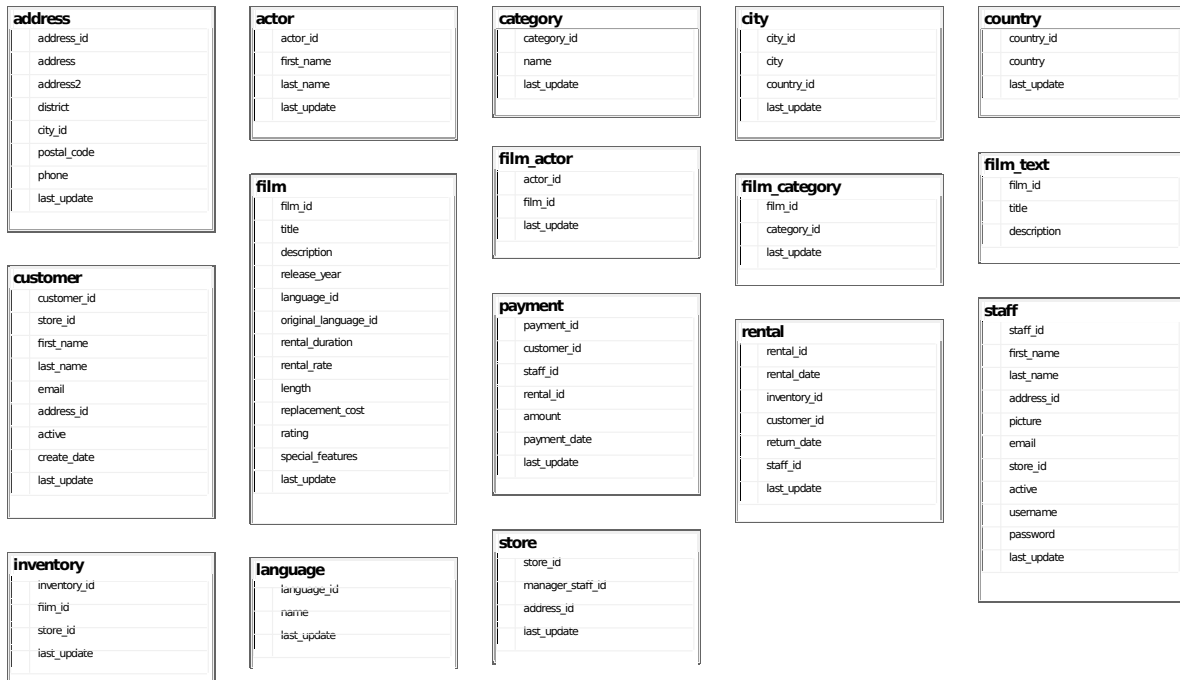 address
address_id
address
address2
district
city_id
postal_code
phone
last_update
actor
actor_id
first_name
last_name
last_update
category
category_id
name
last_update
city
city_id
city
country_id
last_update
country
country_id
country
last_update
customer
customer_id
store_id
first_name
last_name
email
address_id
active
create_date
last_update
film
film_id
title
description
release_year
language_id
original_language_id
rental_duration
rental_rate
length
replacement_cost
rating
special_features
last_update
film_actor
actor_id
film_id
last_update
film_category
film_id
category_id
last_update
film_text
film_id
title
description
payment
payment_id
customer_id
staff_id
rental_id
amount
payment_date
last_update
rental
rental_id
rental_date
inventory_id
customer_id
return_date
staff_id
last_update
staff
staff_id
first_name
last_name
address_id
picture
email
store_id
active
username
password
last_update
inventory
inventory_id
film_id
store_id
last_update
language
language_id
name
last_update
store
store_id
manager_staff_id
address_id
last_update